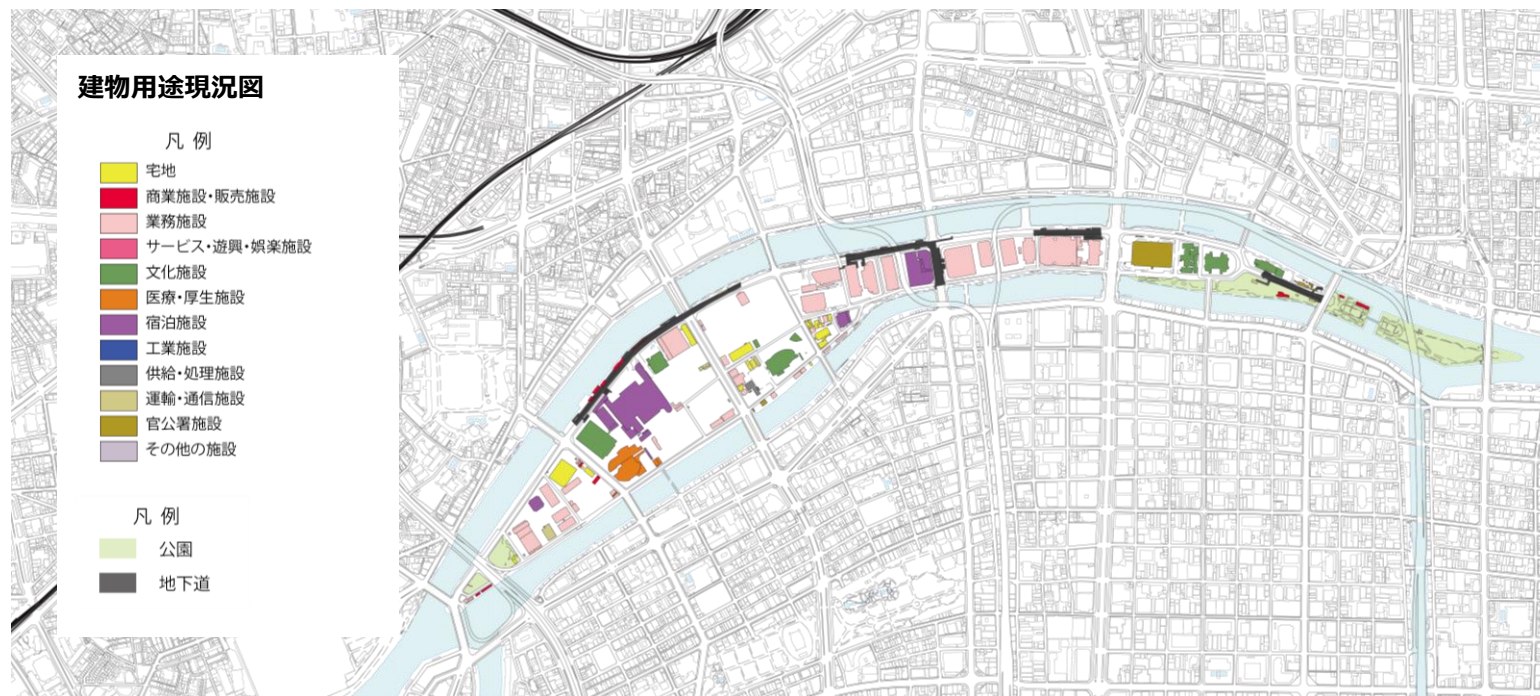 建物用途現況図
凡 例
宅地
商業施設・販売施設
業務施設
サービス・遊興・娯楽施設
文化施設
医療・厚生施設
宿泊施設
工業施設
供給・処理施設
運輸・通信施設
官公署施設
その他の施設
凡 例
公園
地下道